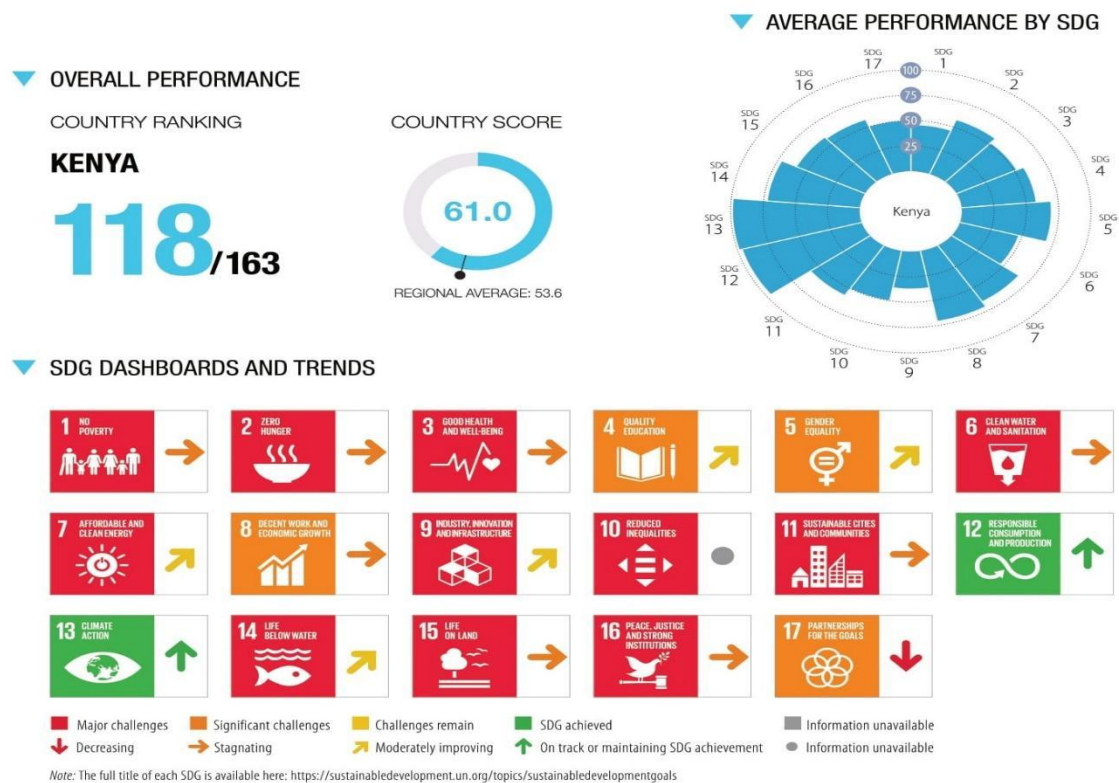 AVERAGE PERFORMANCE BY SDG
OVERALL PERFORMANCE
COUNTRY RANKING
KENYA
118/163
COUNTRY SCORE
61.0
REGIONAL AVERAGE: 53.6
100
75
50
25
Kenya
SDG 1
SDG 2
SDG 3
SDG 4
SDG 5
SDG 6
SDG 7
SDG 8
SDG 9
SDG 10
SDG 11
SDG 12
SDG 13
SDG 14
SDG 15
SDG 16
SDG 17
SDG DASHBOARDS AND TRENDS
1 NO
POVERTY
2 ZERO
HUNGER
3 GOOD HEALTH
AND WELL-BEING
4 QUALITY
EDUCATION
5 GENDER
EQUALITY
6 CLEAN WATER
AND SANITATION
7 AFFORDABLE AND
CLEAN ENERGY
8 DECENT WORK AND
ECONOMIC GROWTH
9 INDUSTRY, INNOVATION
AND INFRASTRUCTURE
10 REDUCED
INEQUALITIES
11 SUSTAINABLE CITIES
AND COMMUNITIES
12 RESPONSIBLE
CONSUMPTION
AND PRODUCTION
13 CLIMATE
ACTION
14 LIFE
BELOW WATER
15 LIFE
ON LAND
16 PEACE, JUSTICE
AND STRONG
INSTITUTIONS
17 PARTNERSHIPS
FOR THE GOALS
Major challenges
Significant challenges
Challenges remain
SDG achieved
Information unavailable
Decreasing
Stagnating
Moderately improving
On track or maintaining SDG achievement
Information unavailable
Note: The full title of each SDG is available here: https://sustainabledevelopment.un.org/topics/sustainabledevelopmentgoals